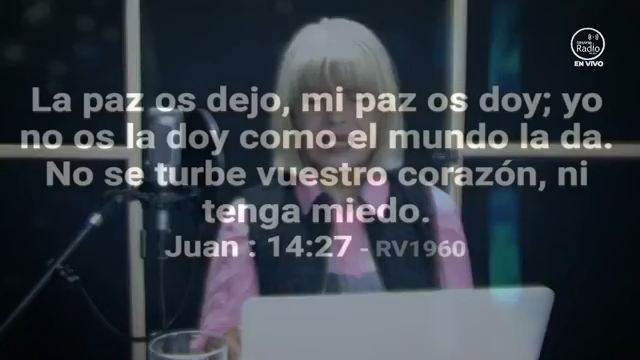 Radio
EN VIVO
La paz os dejo, mi paz os doy; yo
no os la doy como el mundo la da.
No se turbe vuestro corazón, ni
tenga miedo.
Juan : 14:27 - RV1960